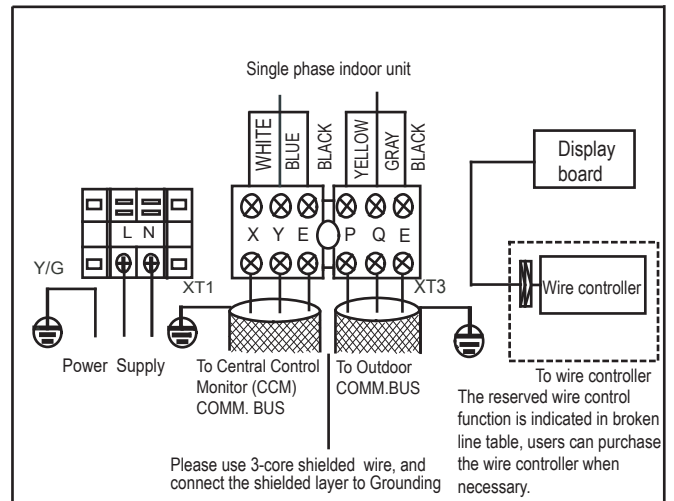 Single phase indoor unit
WHITE
BLUE
BLACK
YELLOW
GRAY
BLACK
Display
board
L N
X Y E P Q E
Y/G
XT1
XT3
Wire controller
Power Supply
To Central Control
Monitor (CCM)
COMM. BUS
To Outdoor
COMM.BUS
To wire controller
The reserved wire control
function is indicated in broken
line table, users can purchase
the wire controller when
necessary.
Please use 3-core shielded wire, and
connect the shielded layer to Grounding